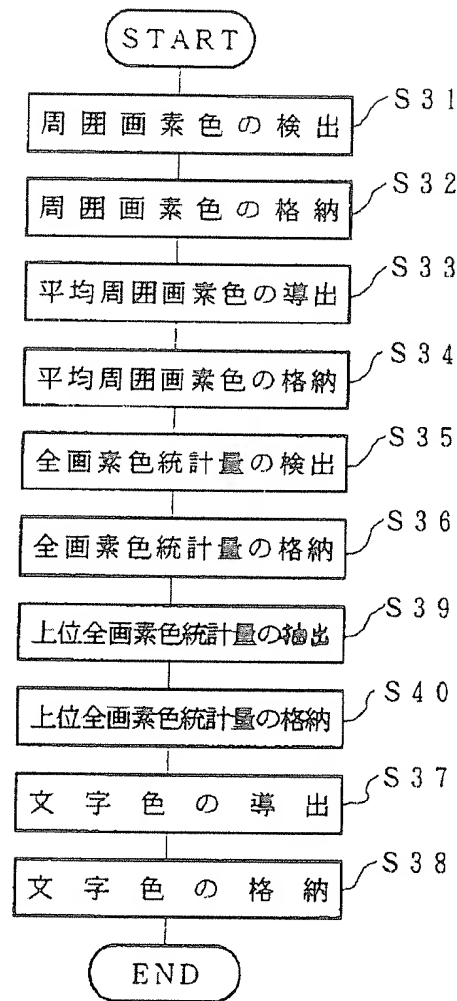 START
周囲画素色の検出 S31
周囲画素色の格納 S32
平均周囲画素色の導出 S33
平均周囲画素色の格納 S34
全画素色統計量の検出 S35
全画素色統計量の格納 S36
上位全画素色統計量の抽出 S39
上位全画素色統計量の格納 S40
文字色の導出 S37
文字色の格納 S38
END